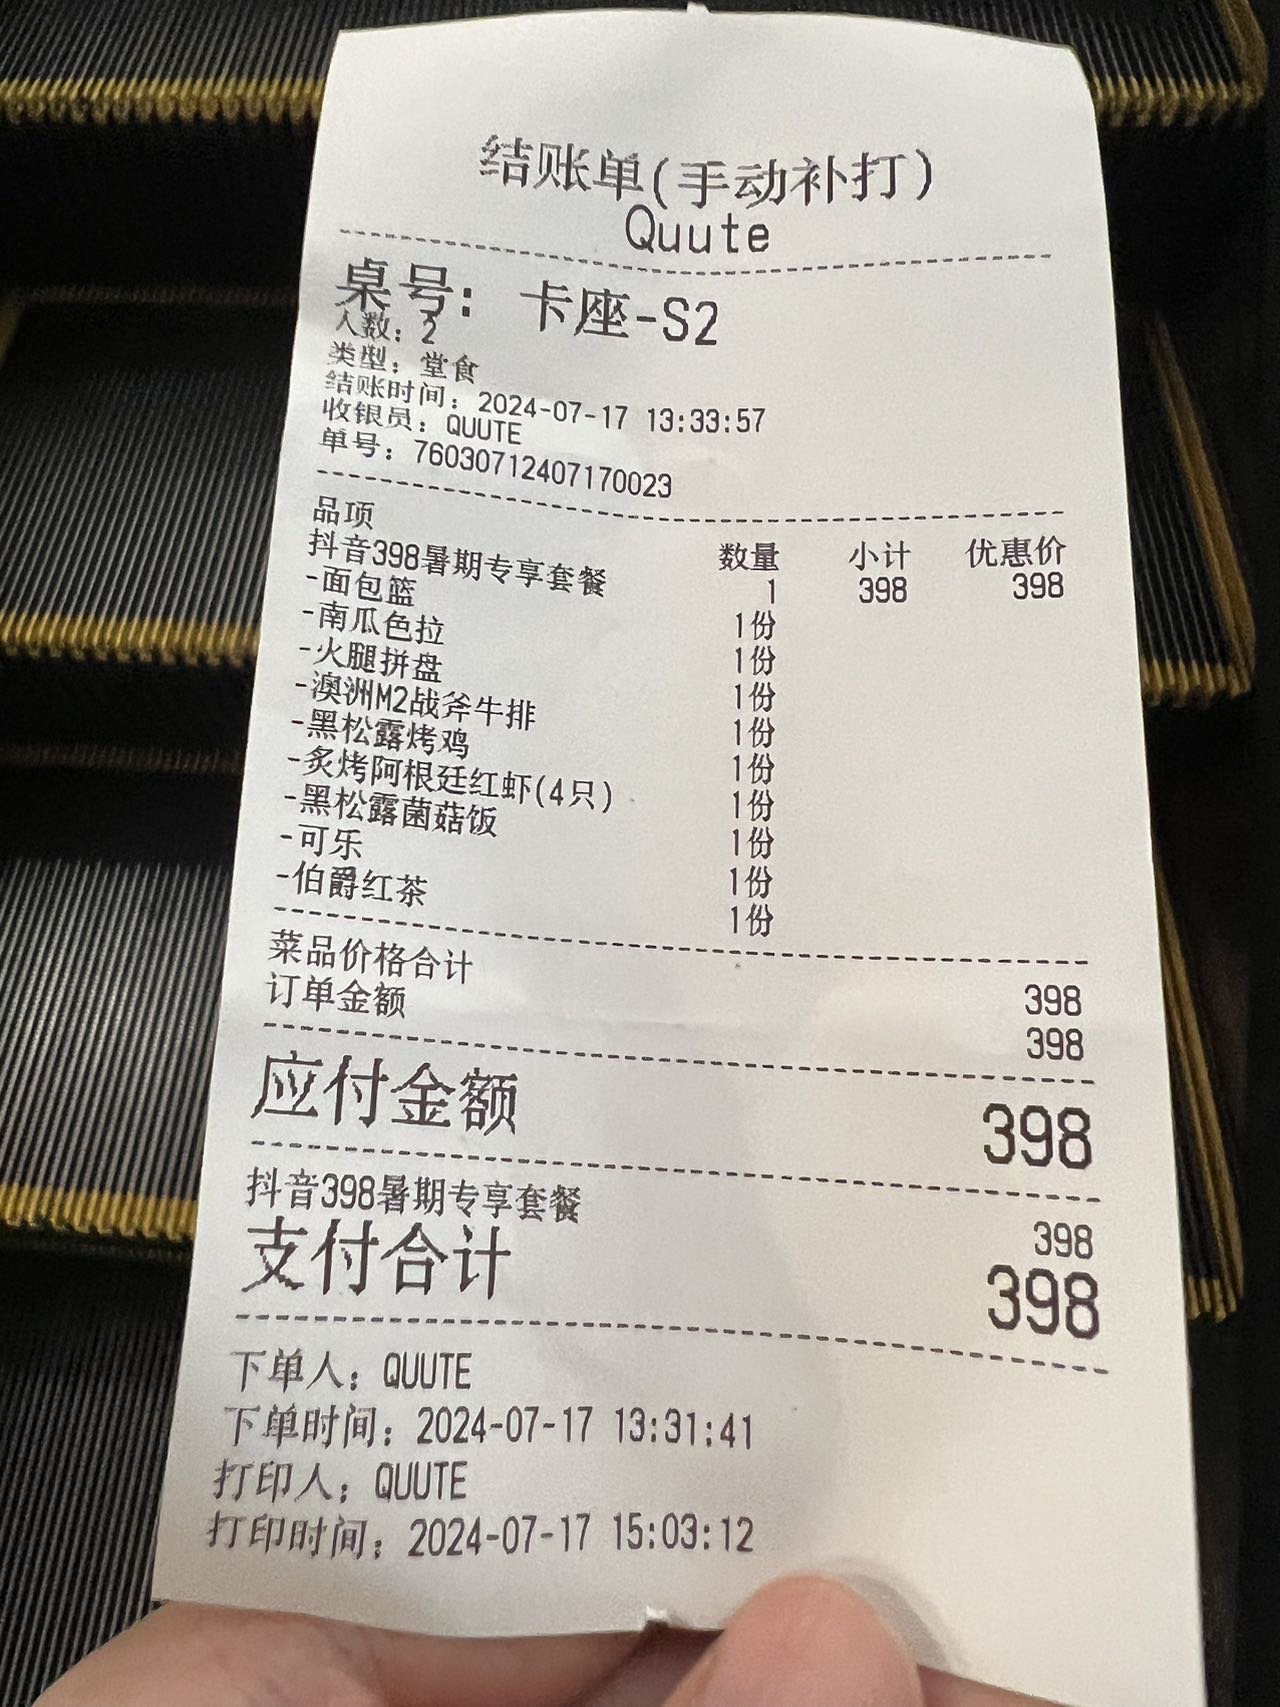 结账单(手动补打)
Quute
桌号: 卡座-S2
人数: 2
类型: 堂食
结账时间: 2024-07-17 13:33:57
收银员: QUUTE
单号: 76030712407170023
品项 数量 小计 优惠价
抖音398暑期专享套餐 1 398 398
-面包篮 1份
-南瓜色拉 1份
-火腿拼盘 1份
-澳洲M2战斧牛排 1份
-黑松露烤鸡 1份
-炙烤阿根廷红虾(4只) 1份
-黑松露菌菇饭 1份
-可乐 1份
-伯爵红茶 1份
菜品价格合计 398
订单金额 398
应付金额 398
抖音398暑期专享套餐 398
支付合计 398
下单人: QUUTE
下单时间: 2024-07-17 13:31:41
打印人: QUUTE
打印时间: 2024-07-17 15:03:12